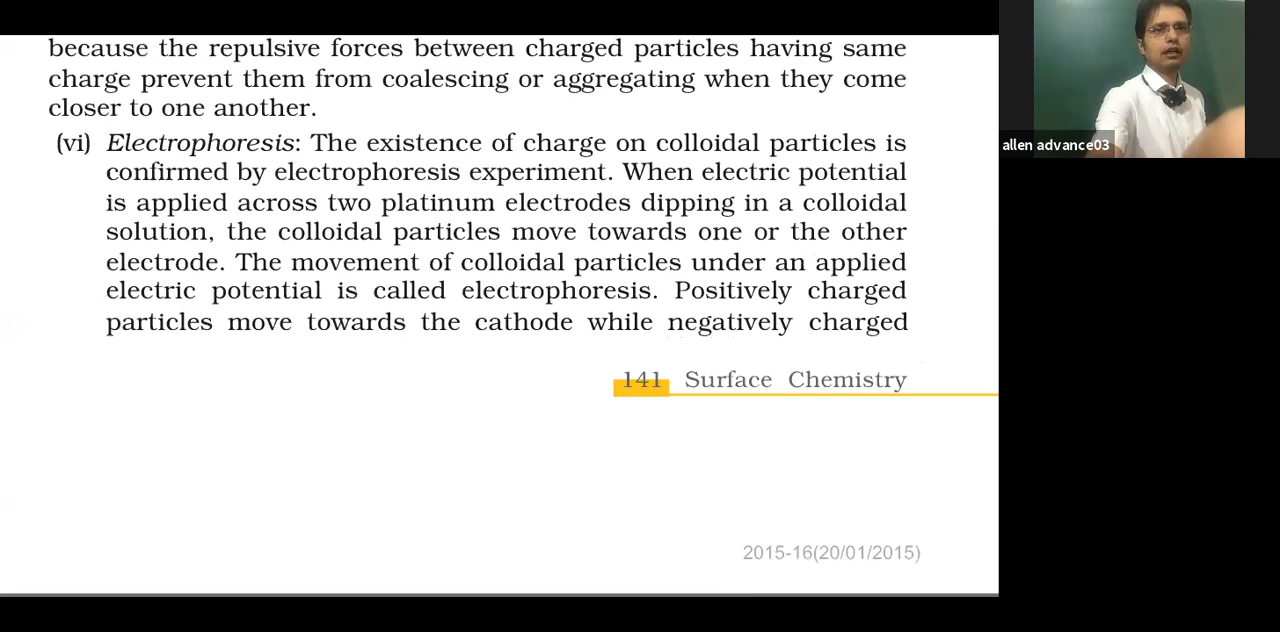 because the repulsive forces between charged particles having same
charge prevent them from coalescing or aggregating when they come
closer to one another.
(vi) Electrophoresis: The existence of charge on colloidal particles is
confirmed by electrophoresis experiment. When electric potential
is applied across two platinum electrodes dipping in a colloidal
solution, the colloidal particles move towards one or the other
electrode. The movement of colloidal particles under an applied
electric potential is called electrophoresis. Positively charged
particles move towards the cathode while negatively charged
141 Surface Chemistry
2015-16(20/01/2015)
allen advance03